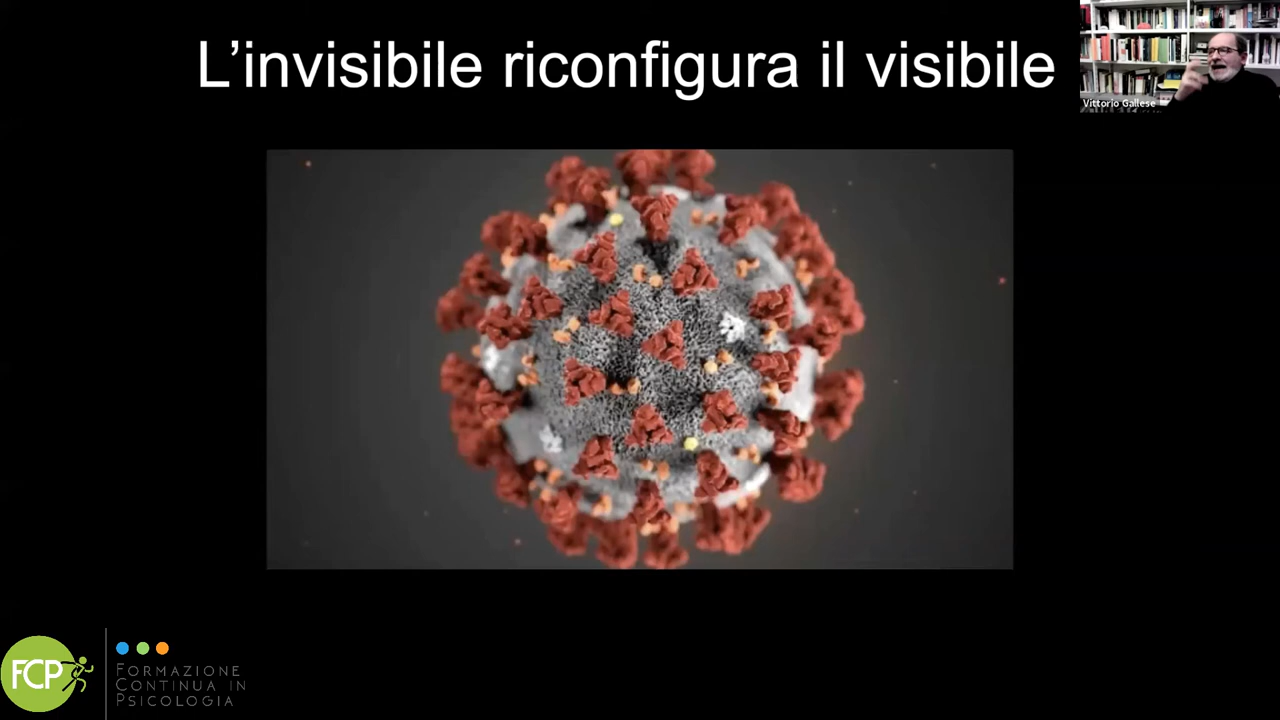 L’invisibile riconfigura il visibile
Vittorio Gallese
FCP
FORMAZIONE
CONTINUA IN
PSICOLOGIA